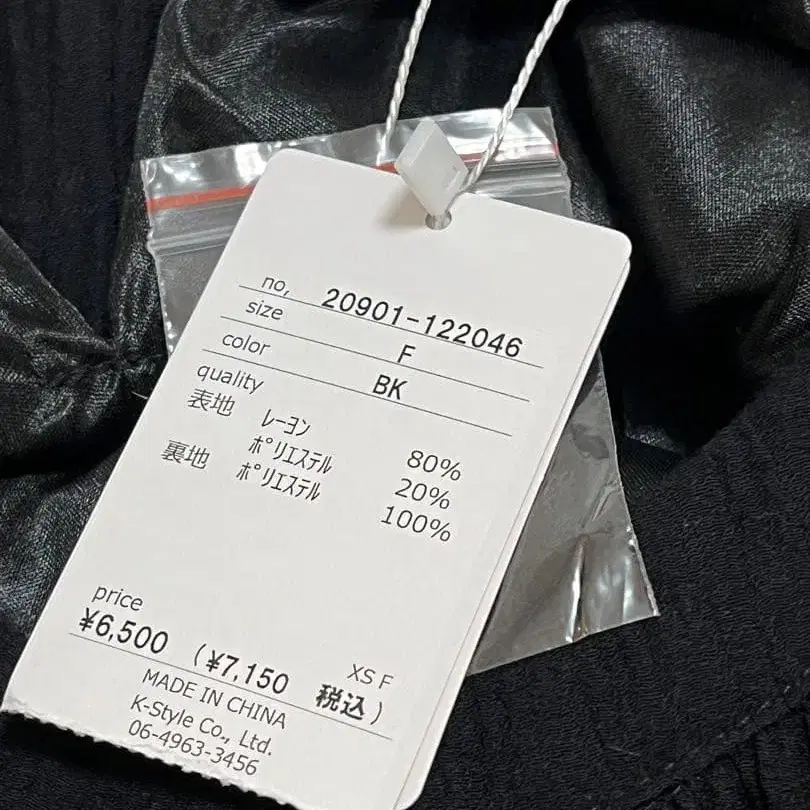 no, 20901-122046
size F
color BK
quality
表地 ﾚｰﾖﾝ 80%
ﾎﾟﾘｴｽﾃﾙ 20%
裏地 ﾎﾟﾘｴｽﾃﾙ 100%
price XS F
¥6,500 (¥7,150 税込)
MADE IN CHINA
K-Style Co., Ltd.
06-4963-3456